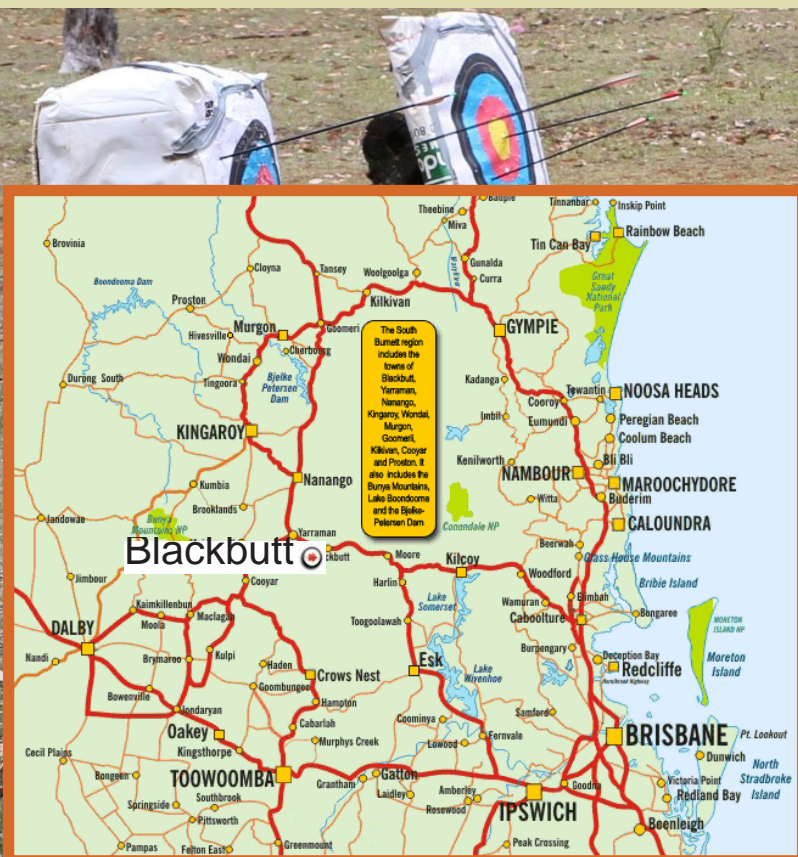 Bauple
Theebine
Miva
Tinnanbar
Inskip Point
Rainbow Beach
Tin Can Bay
Brovinia
Cloyna
Tansey
Woolgoolga
Gunalda
Curra
Boondooma Dam
Great
Sandy
National
Park
Proston
Kilkivan
Murgon
Goomeri
GYMPIE
Hivesville
Cherbourg
Wondai
Bjelke
Petersen
Dam
Durong South
Tingoora
The South
Burnett region
includes the
towns of
Blackbutt,
Yarraman,
Nanango,
Kingaroy, Wondai,
Murgon,
Goomerii,
Kilkivan, Cooyar
and Proston. It
also includes the
Bunya Mountains,
Lake Boondooma
and the Bjelke-
Petersen Dam
Kadanga
Tewantin
NOOSA HEADS
Cooroy
Imbil
Eumundi
Peregian Beach
Coolum Beach
KINGAROY
Kenilworth
Bli Bli
NAMBOUR
MAROOCHYDORE
Buderim
Nanango
Kumbia
Witta
Brooklands
CALOUNDRA
Jandowae
Bunya
Mountains NP
Conondale NP
Yarraman
Blackbutt
ckbutt
Moore
Kilcoy
Beerwah
Glass House Mountains
Woodford
Bribie Island
Jimbour
Cooyar
Harlin
Lake
Somerset
Wamuran
Elimbah
Bongaree
Kaimkillenbun
Maclagan
Moola
Toogoolawah
Caboolture
MORETON
ISLAND NP
DALBY
Nandi
Brymaroo
Kulpi
Haden
Esk
Burpengary
Deception Bay
Redcliffe
Hornibrook Highway
Moreton
Island
Crows Nest
Lake
Wivenhoe
Goombungee
Bowenville
Jondaryan
Hampton
Cabarlah
Coominya
Samford
Oakey
Murphys Creek
Lowood
Fernvale
BRISBANE
Pt. Lookout
Cecil Plains
Kingsthorpe
Dunwich
North
Stradbroke
Island
Bongeen
TOOWOOMBA
Grantham
Gatton
Laidley
Amberley
Rosewood
Goodna
Victoria Point
Redland Bay
Springside
Southbrook
Pittsworth
IPSWICH
Beenleigh
Pampas
Felton East
Greenmount
Peak Crossing